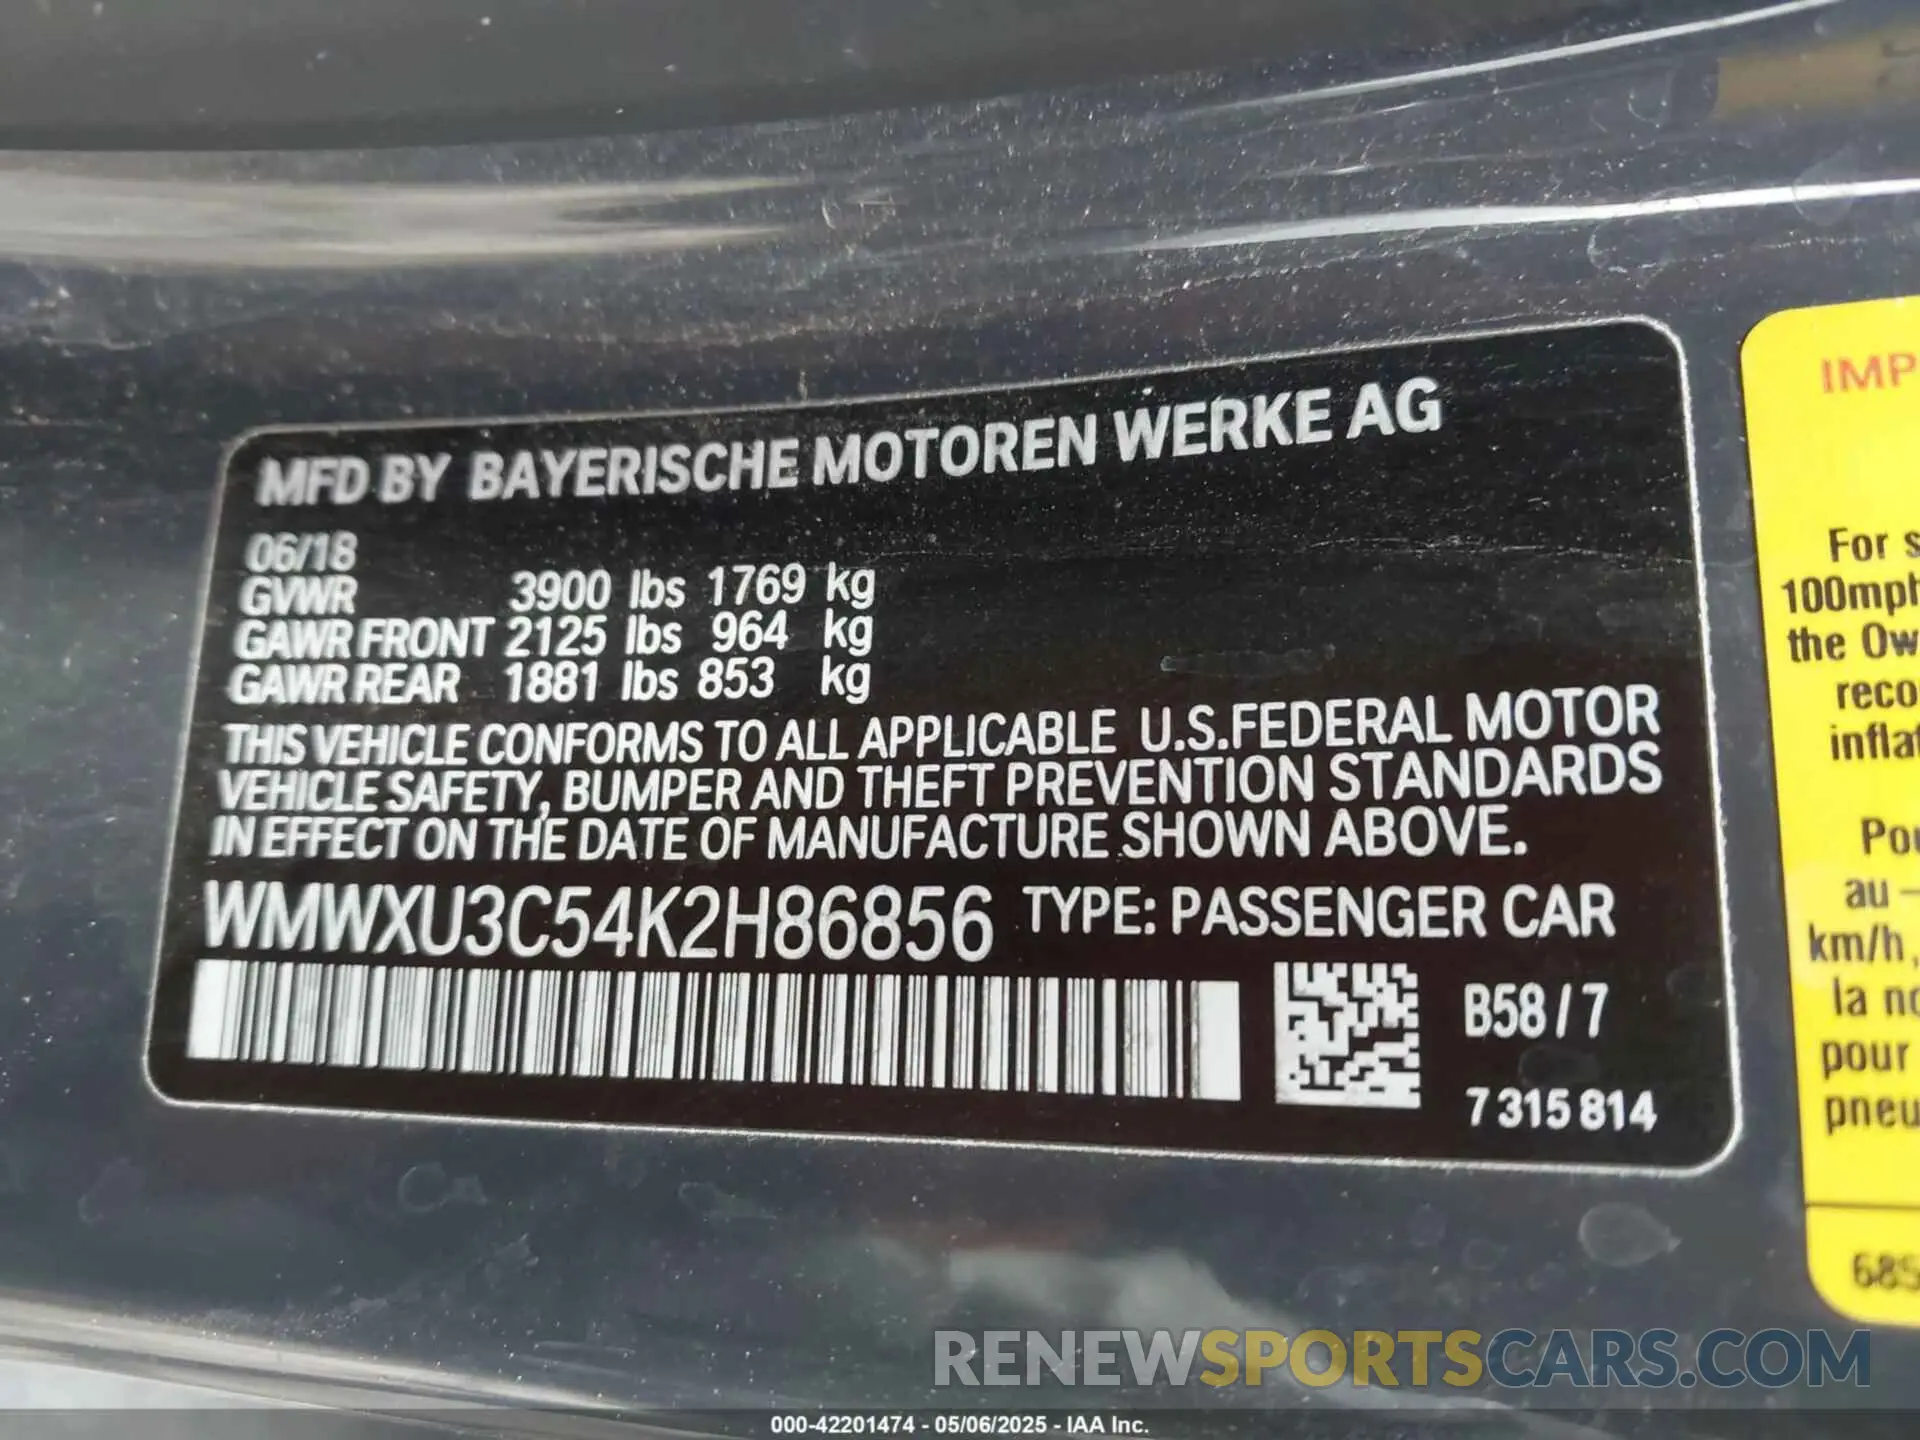 MFD BY BAYERISCHE MOTOREN WERKE AG
06/18
GVWR 3900 lbs 1769 kg
GAWR FRONT 2125 lbs 964 kg
GAWR REAR 1881 lbs 853 kg
THIS VEHICLE CONFORMS TO ALL APPLICABLE U.S.FEDERAL MOTOR
VEHICLE SAFETY, BUMPER AND THEFT PREVENTION STANDARDS
IN EFFECT ON THE DATE OF MANUFACTURE SHOWN ABOVE.
WMWXU3C54K2H86856 TYPE: PASSENGER CAR
B58 / 7
7 315 814
IMP
For s
100mph
the Ow
reco
inflat
Pou
au –
km/h,
la no
pour
pneu
685
RENEWSPORTSCARS.COM
000-42201474 - 05/06/2025 - IAA Inc.